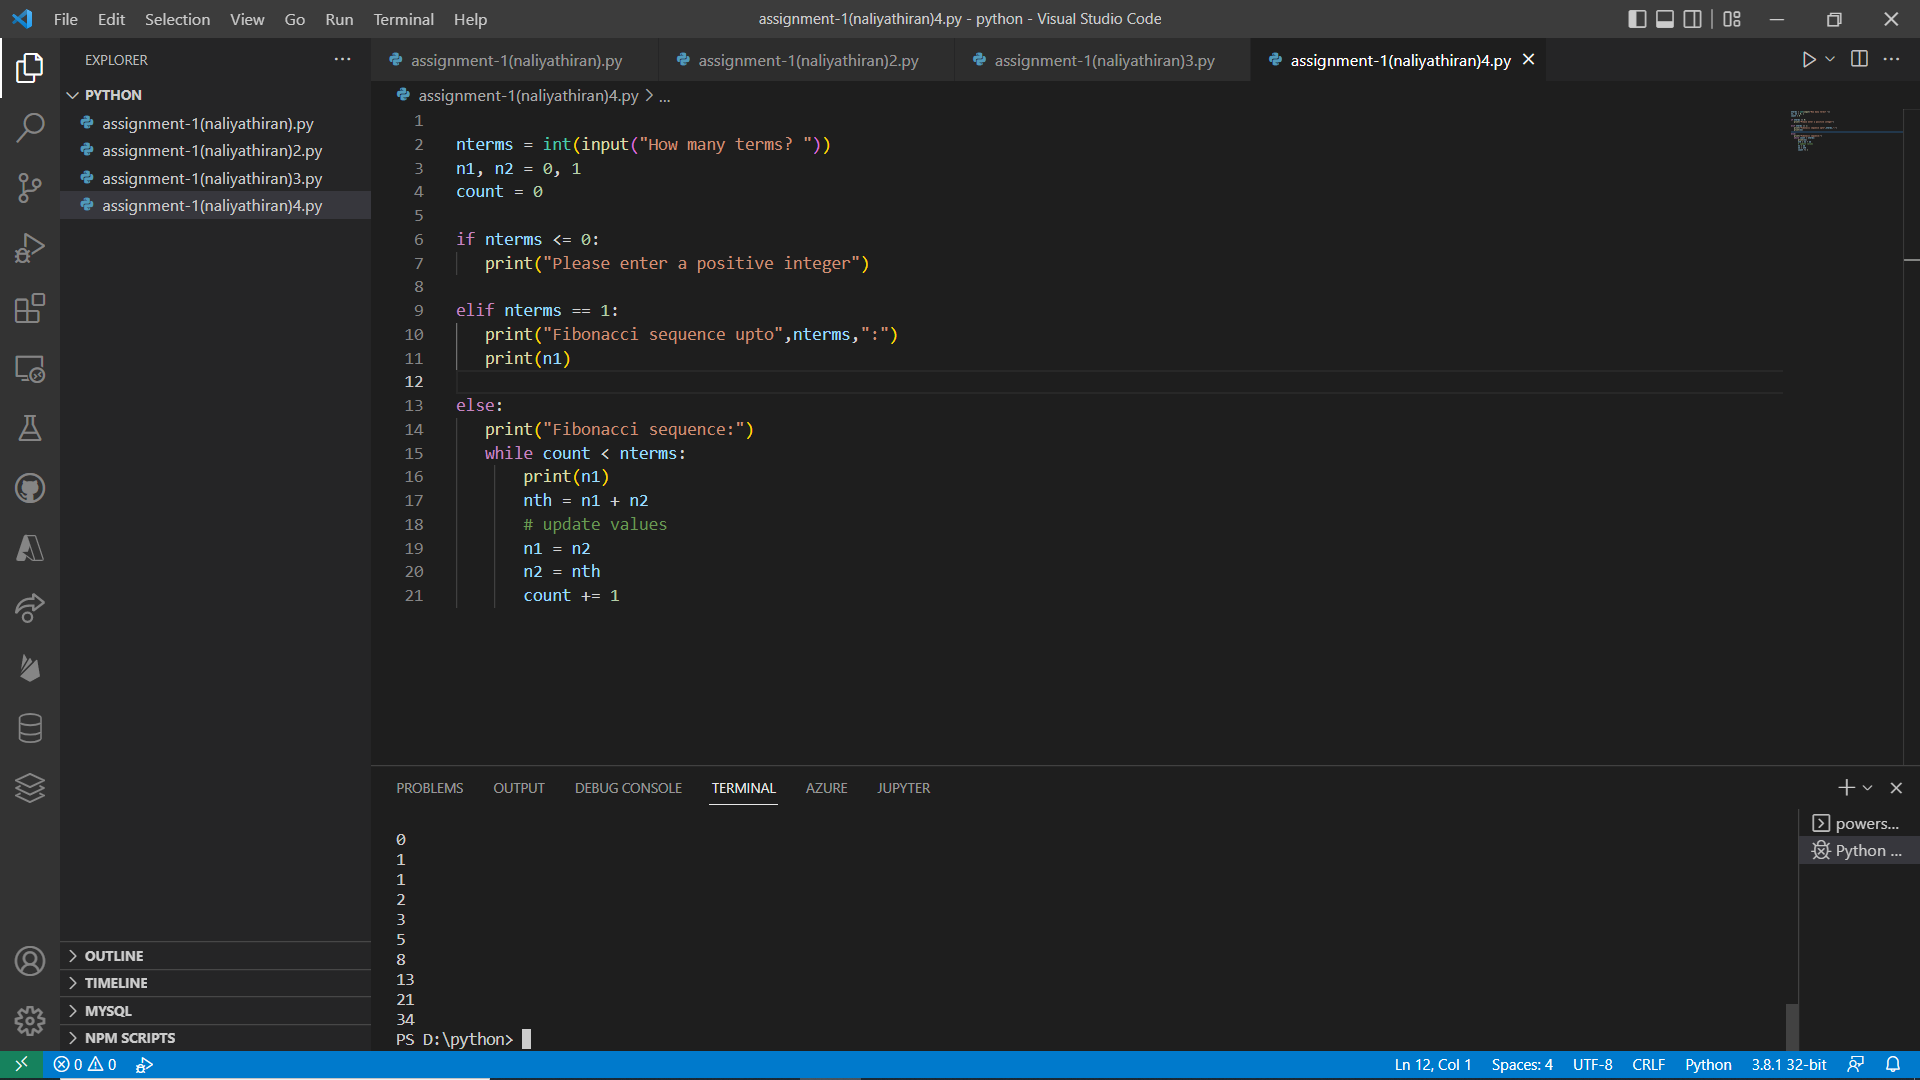 File Edit Selection View Go Run Terminal Help
assignment-1(naliyathiran)4.py - python - Visual Studio Code
EXPLORER
PYTHON
assignment-1(naliyathiran).py
assignment-1(naliyathiran)2.py
assignment-1(naliyathiran)3.py
assignment-1(naliyathiran)4.py
OUTLINE
TIMELINE
MYSQL
NPM SCRIPTS
assignment-1(naliyathiran).py assignment-1(naliyathiran)2.py assignment-1(naliyathiran)3.py assignment-1(naliyathiran)4.py
assignment-1(naliyathiran)4.py > ...
1
2 nterms = int(input("How many terms? "))
3 n1, n2 = 0, 1
4 count = 0
5
6 if nterms <= 0:
7 print("Please enter a positive integer")
8
9 elif nterms == 1:
10 print("Fibonacci sequence upto",nterms,":")
11 print(n1)
12
13 else:
14 print("Fibonacci sequence:")
15 while count < nterms:
16 print(n1)
17 nth = n1 + n2
18 # update values
19 n1 = n2
20 n2 = nth
21 count += 1
PROBLEMS OUTPUT DEBUG CONSOLE TERMINAL AZURE JUPYTER
0
1
1
2
3
5
8
13
21
34
PS D:\python>
powers...
Python ...
0 0
Ln 12, Col 1 Spaces: 4 UTF-8 CRLF Python 3.8.1 32-bit